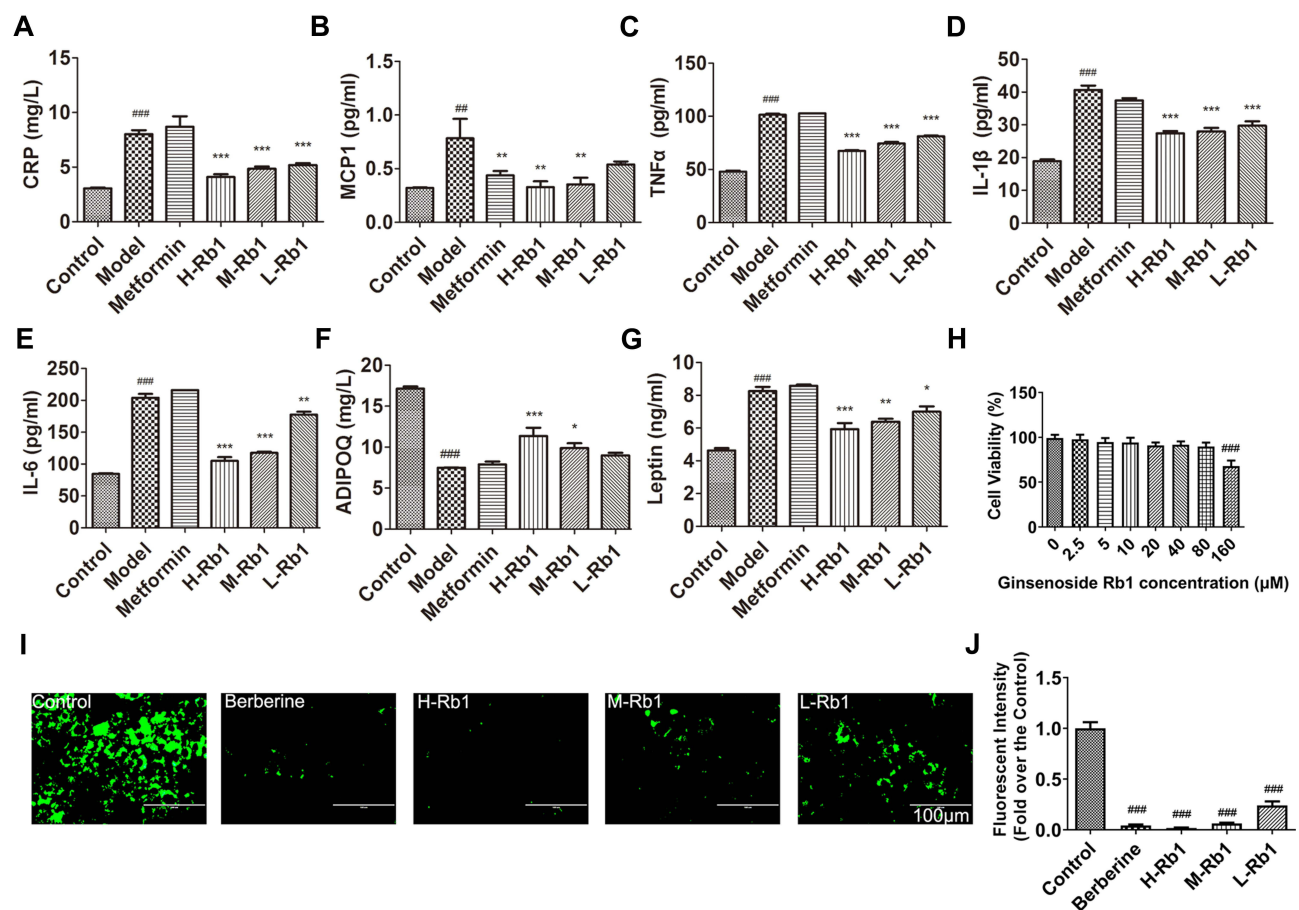 A
CRP (mg/L)
15
10
5
0
###
***
***
***
Control
Model
Metformin
H-Rb1
M-Rb1
L-Rb1
B
MCP1 (pg/ml)
1.5
1.0
0.5
0.0
##
**
**
**
Control
Model
Metformin
H-Rb1
M-Rb1
L-Rb1
C
TNFα (pg/ml)
150
100
50
0
###
***
***
***
Control
Model
Metformin
H-Rb1
M-Rb1
L-Rb1
D
IL-1β (pg/ml)
50
40
30
20
10
0
###
***
***
***
Control
Model
Metformin
H-Rb1
M-Rb1
L-Rb1
E
IL-6 (pg/ml)
250
200
150
100
50
0
###
***
***
**
Control
Model
Metformin
H-Rb1
M-Rb1
L-Rb1
F
ADIPOQ (mg/L)
20
15
10
5
0
###
***
*
Control
Model
Metformin
H-Rb1
M-Rb1
L-Rb1
G
Leptin (ng/ml)
10
8
6
4
2
0
###
***
**
*
Control
Model
Metformin
H-Rb1
M-Rb1
L-Rb1
H
Cell Viability (%)
150
100
50
0
###
0
2.5
5
10
20
40
80
160
Ginsenoside Rb1 concentration (μM)
I
Control
Berberine
H-Rb1
M-Rb1
L-Rb1
100μm
J
Fluorescent Intensity
(Fold over the Control)
1.5
1.0
0.5
0.0
###
###
###
###
Control
Berberine
H-Rb1
M-Rb1
L-Rb1